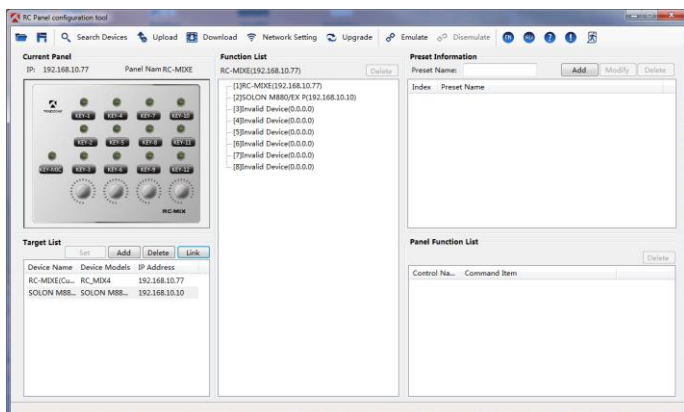 RC Panel configuration tool
Search Devices Upload Download Network Setting Upgrade Emulate Disemulate EN RU ? !
Current Panel
IP: 192.168.10.77 Panel Nam RC-MIXE
KEY-1 KEY-4 KEY-7 KEY-10
KEY-2 KEY-5 KEY-8 KEY-11
KEY-MIC KEY-3 KEY-6 KEY-9 KEY-12
RC-MIX
Target List
Set Add Delete Link
Device Name Device Models IP Address
RC-MIXE(Cu... RC_MIX4 192.168.10.77
SOLON M88... SOLON M88... 192.168.10.10
Function List
RC-MIXE(192.168.10.77) Delete
[1]RC-MIXE(192.168.10.77)
[2]SOLON M880/EX P(192.168.10.10)
[3]Invalid Device(0.0.0.0)
[4]Invalid Device(0.0.0.0)
[5]Invalid Device(0.0.0.0)
[6]Invalid Device(0.0.0.0)
[7]Invalid Device(0.0.0.0)
[8]Invalid Device(0.0.0.0)
Preset Information
Preset Name: Add Modify Delete
Index Preset Name
Panel Function List
Delete
Control Na... Command Item